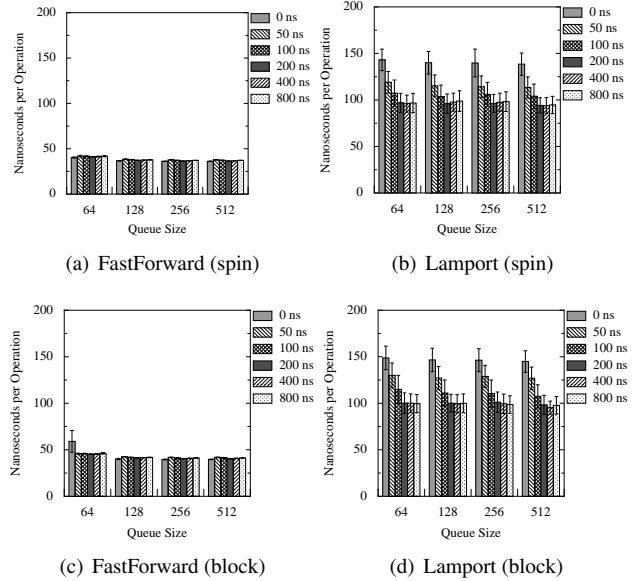 200
150
100
50
0
Nanoseconds per Operation
64 128 256 512
Queue Size
0 ns
50 ns
100 ns
200 ns
400 ns
800 ns
(a) FastForward (spin)
200
150
100
50
0
Nanoseconds per Operation
64 128 256 512
Queue Size
0 ns
50 ns
100 ns
200 ns
400 ns
800 ns
(b) Lamport (spin)
200
150
100
50
0
Nanoseconds per Operation
64 128 256 512
Queue Size
0 ns
50 ns
100 ns
200 ns
400 ns
800 ns
(c) FastForward (block)
200
150
100
50
0
Nanoseconds per Operation
64 128 256 512
Queue Size
0 ns
50 ns
100 ns
200 ns
400 ns
800 ns
(d) Lamport (block)